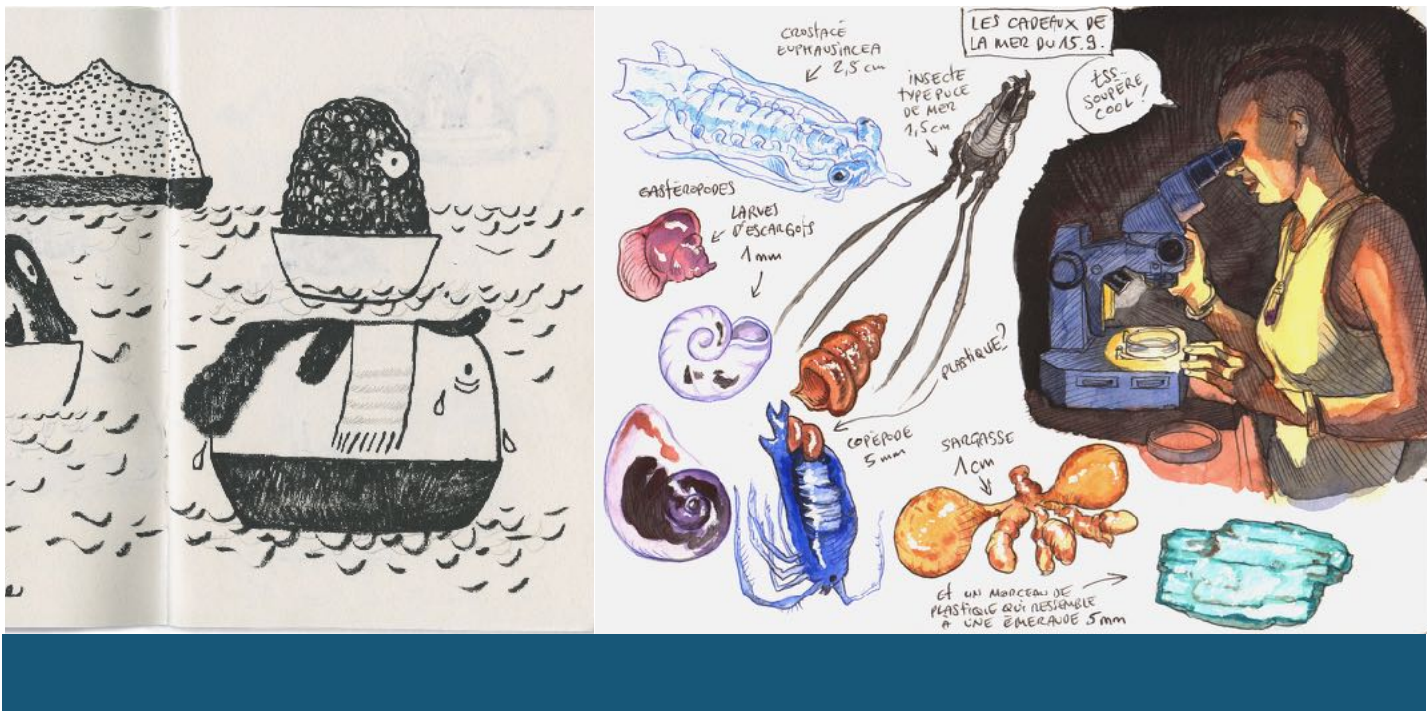 LES CADEAUX DE
LA MER DU 15.9.
tSS_
SOUPÈRE
COOL!
CROSTACÉ
EUPHAUSIACEA
2,5 cm
INSECTE
TYPE PUCE
DE MER
1,5 cm
GASTÉROPODES
LARVES
D'ESCARGOTS
1 mm
PLASTIQUE?
COPÉPODE
5 mm
SARGASSE
1 cm
Et UN MORCEAU DE
PLASTIQUE QUI RESSEMBLE
À UNE ÉMERAUDE 5 mm